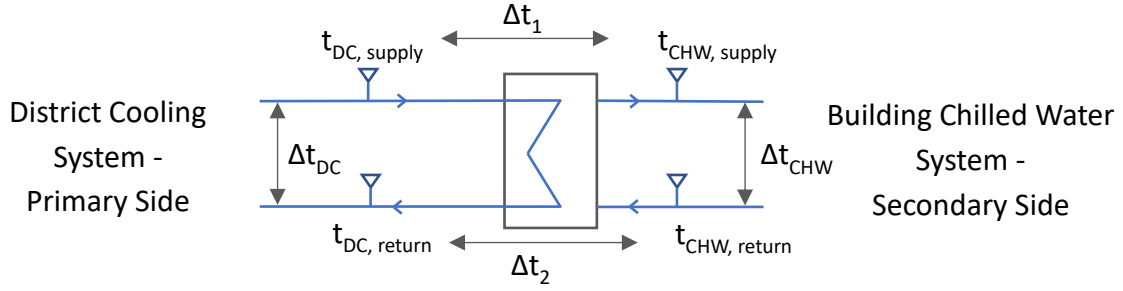 Δt1
tDC, supply
tCHW, supply
District Cooling
System -
Primary Side
ΔtDC
ΔtCHW
Building Chilled Water
System -
Secondary Side
tDC, return
tCHW, return
Δt2